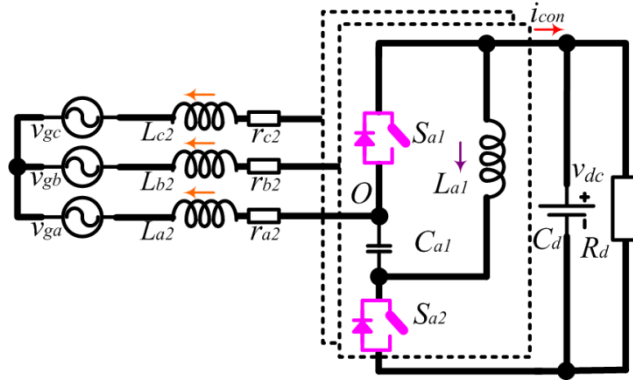 i_con
v_gc
L_c2
r_c2
S_a1
v_gb
L_b2
r_b2
O
L_a1
v_dc
+
v_ga
L_a2
r_a2
C_a1
C_d
R_d
S_a2